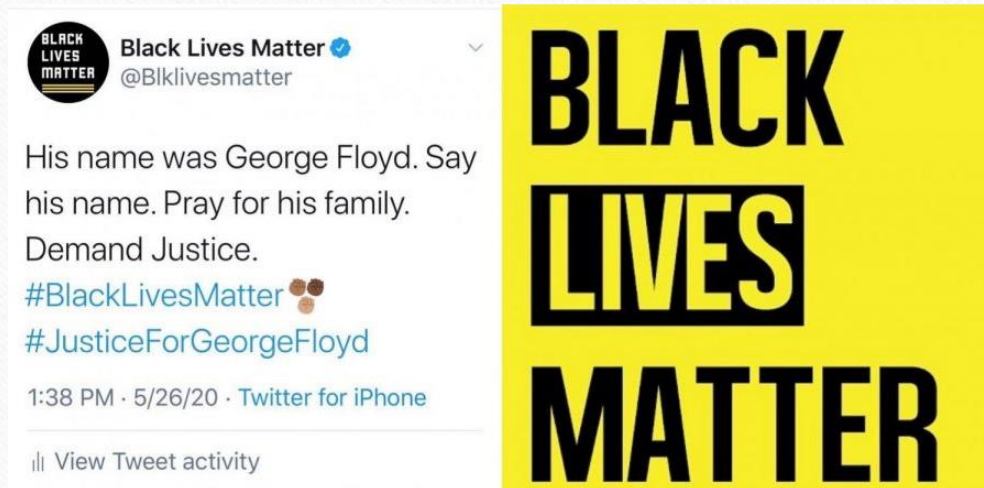 BLACK
LIVES
MATTER
Black Lives Matter
@Blklivesmatter
His name was George Floyd. Say
his name. Pray for his family.
Demand Justice.
#BlackLivesMatter
#JusticeForGeorgeFloyd
1:38 PM · 5/26/20 · Twitter for iPhone
View Tweet activity
BLACK
LIVES
MATTER